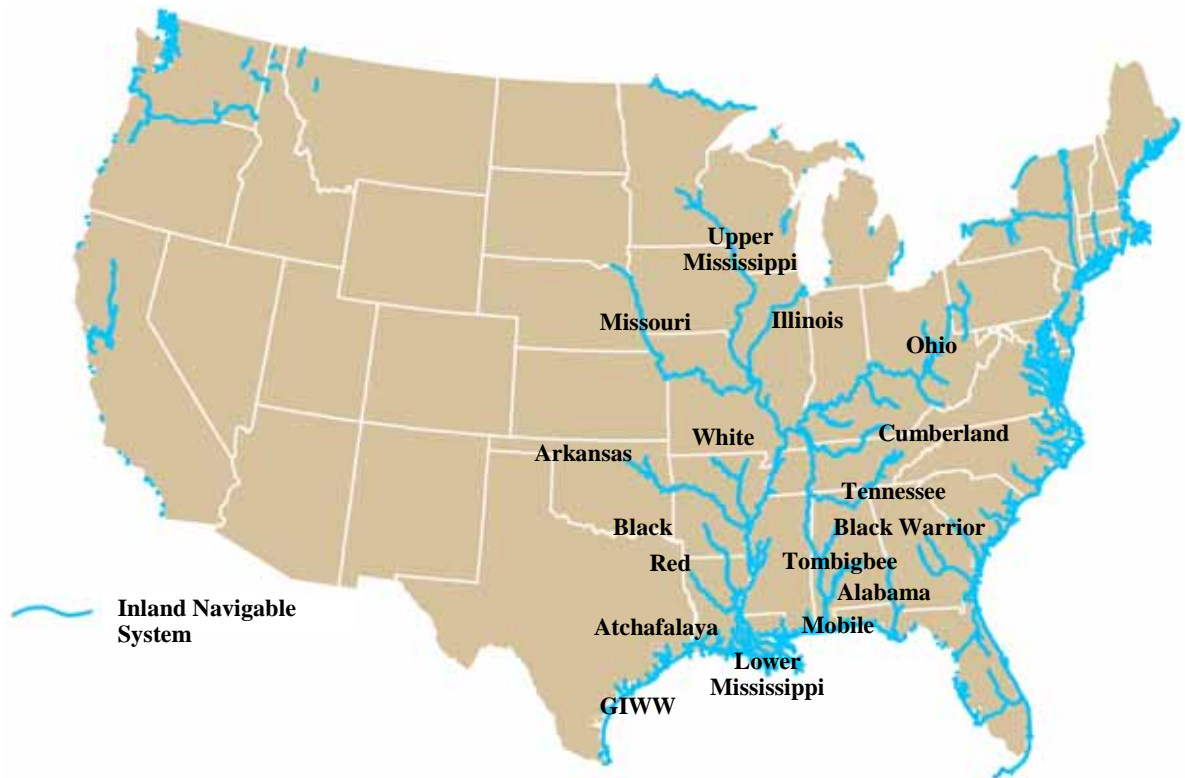 Upper
Mississippi
Missouri
Illinois
Ohio
White
Cumberland
Arkansas
Tennessee
Black
Black Warrior
Red
Tombigbee
Alabama
Inland Navigable
System
Atchafalaya
Mobile
Lower
Mississippi
GIWW